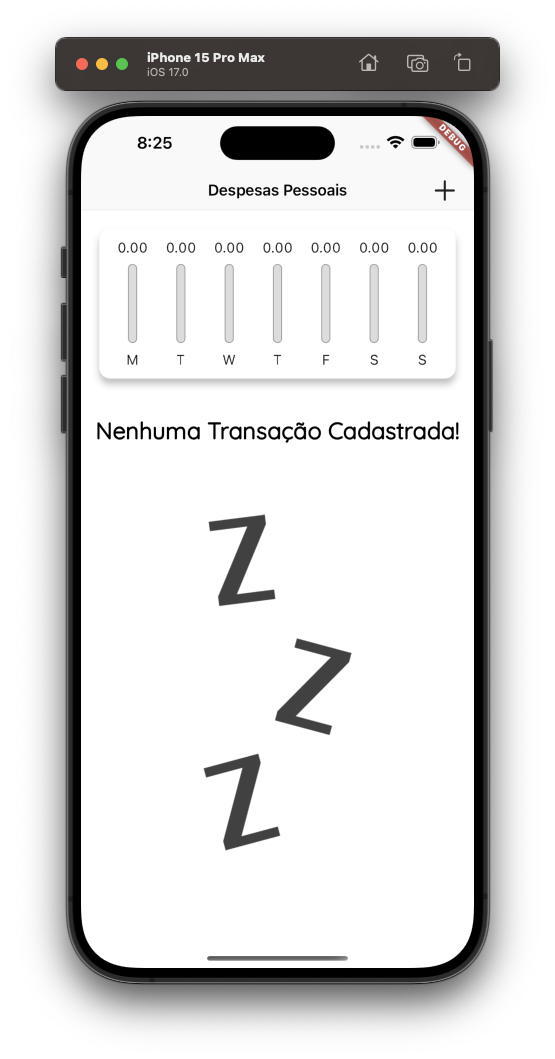 iPhone 15 Pro Max
iOS 17.0
8:25
DEBUG
Despesas Pessoais
0.00 0.00 0.00 0.00 0.00 0.00 0.00
M T W T F S S
Nenhuma Transação Cadastrada!
Z
Z
Z